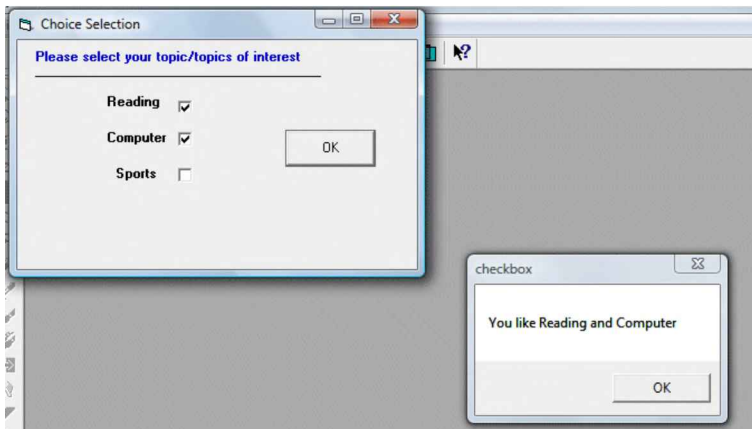 Choice Selection
Please select your topic/topics of interest
Reading
Computer
OK
Sports
checkbox
You like Reading and Computer
OK